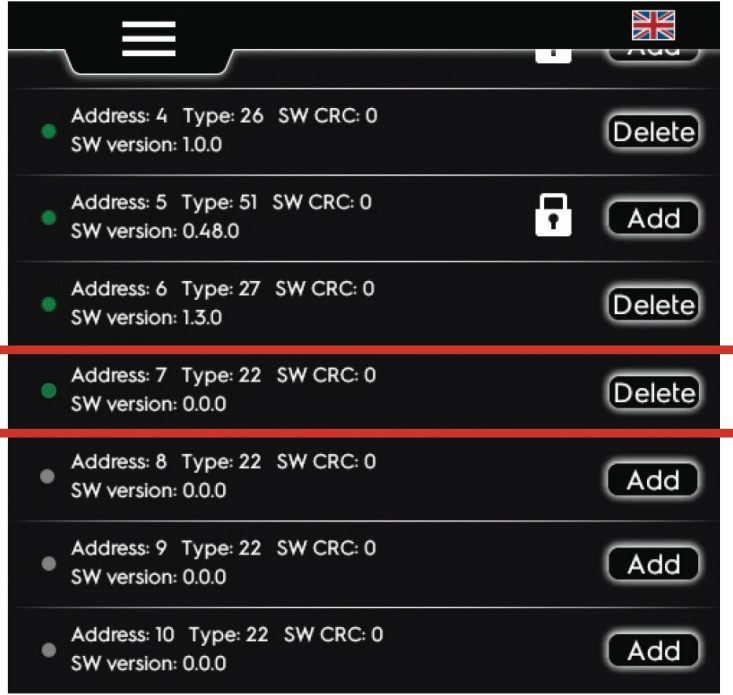 Add
Address: 4 Type: 26 SW CRC: 0
SW version: 1.0.0
Delete
Address: 5 Type: 51 SW CRC: 0
SW version: 0.48.0
Add
Address: 6 Type: 27 SW CRC: 0
SW version: 1.3.0
Delete
Address: 7 Type: 22 SW CRC: 0
SW version: 0.0.0
Delete
Address: 8 Type: 22 SW CRC: 0
SW version: 0.0.0
Add
Address: 9 Type: 22 SW CRC: 0
SW version: 0.0.0
Add
Address: 10 Type: 22 SW CRC: 0
SW version: 0.0.0
Add